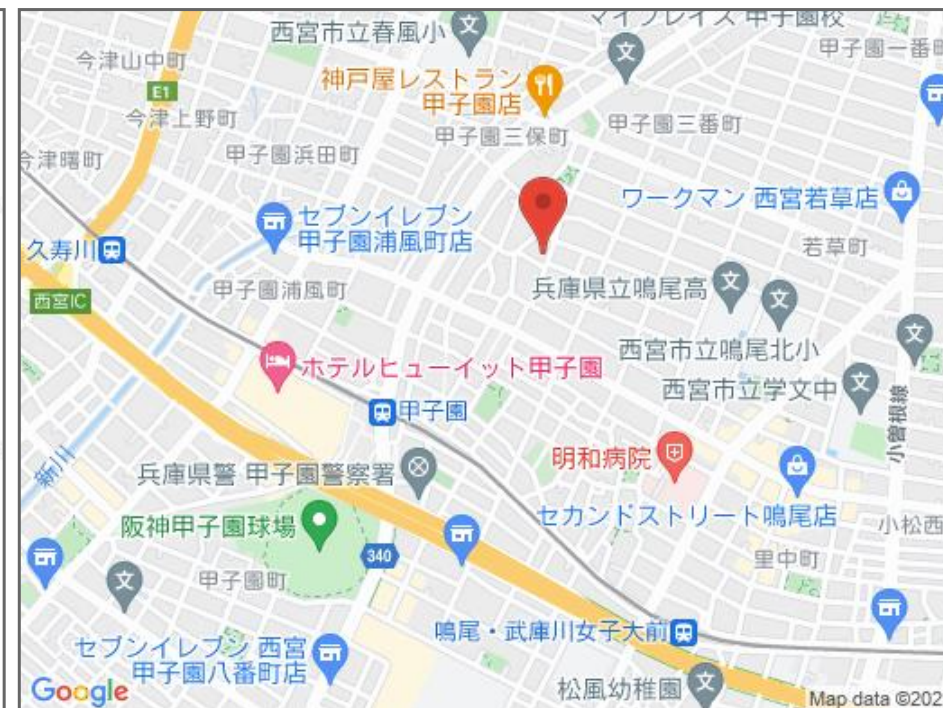 マイプレイス 甲子園校
西宮市立春風小
甲子園一番
今津山中町
神戸屋レストラン
甲子園店
E1
今津上野町
甲子園三保町
甲子園三番町
今津曙町
甲子園浜田町
ワークマン 西宮若草店
セブンイレブン
甲子園浦風町店
久寿川
若草町
兵庫県立鳴尾高
甲子園浦風町
西宮IC
西宮市立鳴尾北小
ホテルヒューイット甲子園
西宮市立学文中
甲子園
小曽根線
明和病院
兵庫県警 甲子園警察署
新川
セカンドストリート鳴尾店
阪神甲子園球場
小松西
340
里中町
甲子園町
鳴尾・武庫川女子大前
セブンイレブン 西宮
甲子園八番町店
松風幼稚園
Google
Map data ©202